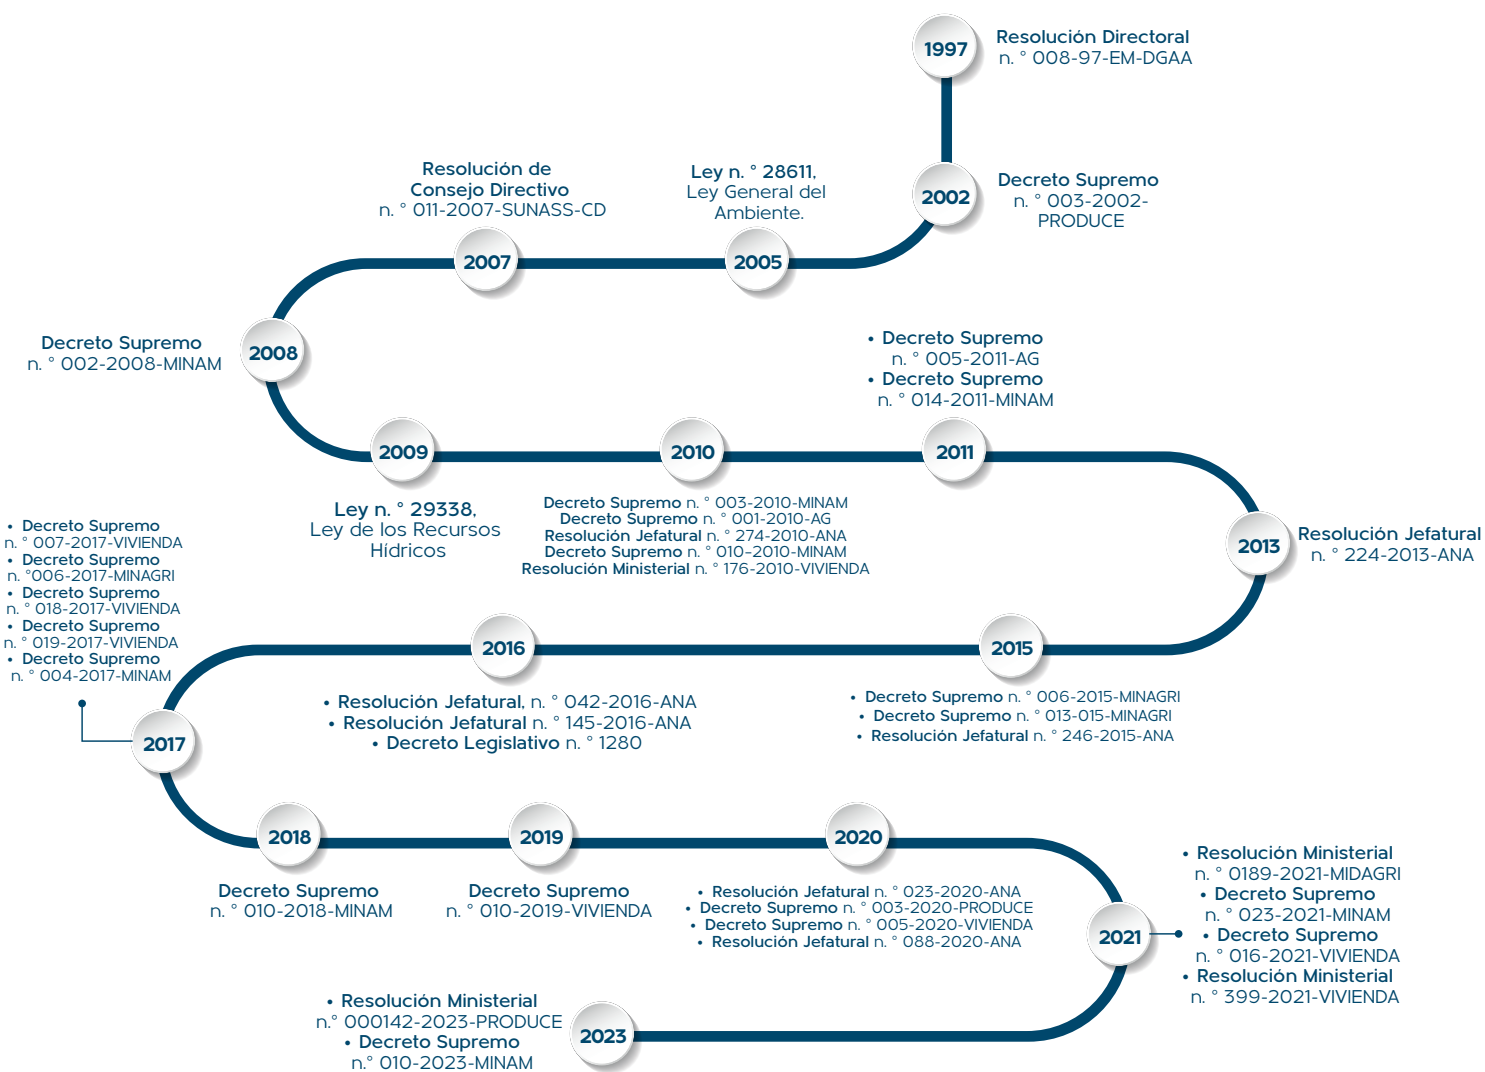 1997
Resolución Directoral
n. ° 008-97-EM-DGAA
2002
Decreto Supremo
n. ° 003-2002-
PRODUCE
Ley n. ° 28611,
Ley General del
Ambiente.
2005
Resolución de
Consejo Directivo
n. ° 011-2007-SUNASS-CD
2007
Decreto Supremo
n. ° 002-2008-MINAM
2008
2009
Ley n. ° 29338,
Ley de los Recursos
Hídricos
2010
Decreto Supremo n. ° 003-2010-MINAM
Decreto Supremo n. ° 001-2010-AG
Resolución Jefatural n. ° 274-2010-ANA
Decreto Supremo n. ° 010-2010-MINAM
Resolución Ministerial n. ° 176-2010-VIVIENDA
• Decreto Supremo
n. ° 005-2011-AG
• Decreto Supremo
n. ° 014-2011-MINAM
2011
2013
Resolución Jefatural
n. ° 224-2013-ANA
2015
• Decreto Supremo n. ° 006-2015-MINAGRI
• Decreto Supremo n. ° 013-015-MINAGRI
• Resolución Jefatural n. ° 246-2015-ANA
2016
• Resolución Jefatural, n. ° 042-2016-ANA
• Resolución Jefatural n. ° 145-2016-ANA
• Decreto Legislativo n. ° 1280
• Decreto Supremo
n. ° 007-2017-VIVIENDA
• Decreto Supremo
n. °006-2017-MINAGRI
• Decreto Supremo
n. ° 018-2017-VIVIENDA
• Decreto Supremo
n. ° 019-2017-VIVIENDA
• Decreto Supremo
n. ° 004-2017-MINAM
2017
2018
Decreto Supremo
n. ° 010-2018-MINAM
2019
Decreto Supremo
n. ° 010-2019-VIVIENDA
2020
• Resolución Jefatural n. ° 023-2020-ANA
• Decreto Supremo n. ° 003-2020-PRODUCE
• Decreto Supremo n. ° 005-2020-VIVIENDA
• Resolución Jefatural n. ° 088-2020-ANA
2021
• Resolución Ministerial
n. ° 0189-2021-MIDAGRI
• Decreto Supremo
n. ° 023-2021-MINAM
• Decreto Supremo
n. ° 016-2021-VIVIENDA
• Resolución Ministerial
n. ° 399-2021-VIVIENDA
• Resolución Ministerial
n.° 000142-2023-PRODUCE
• Decreto Supremo
n.° 010-2023-MINAM
2023